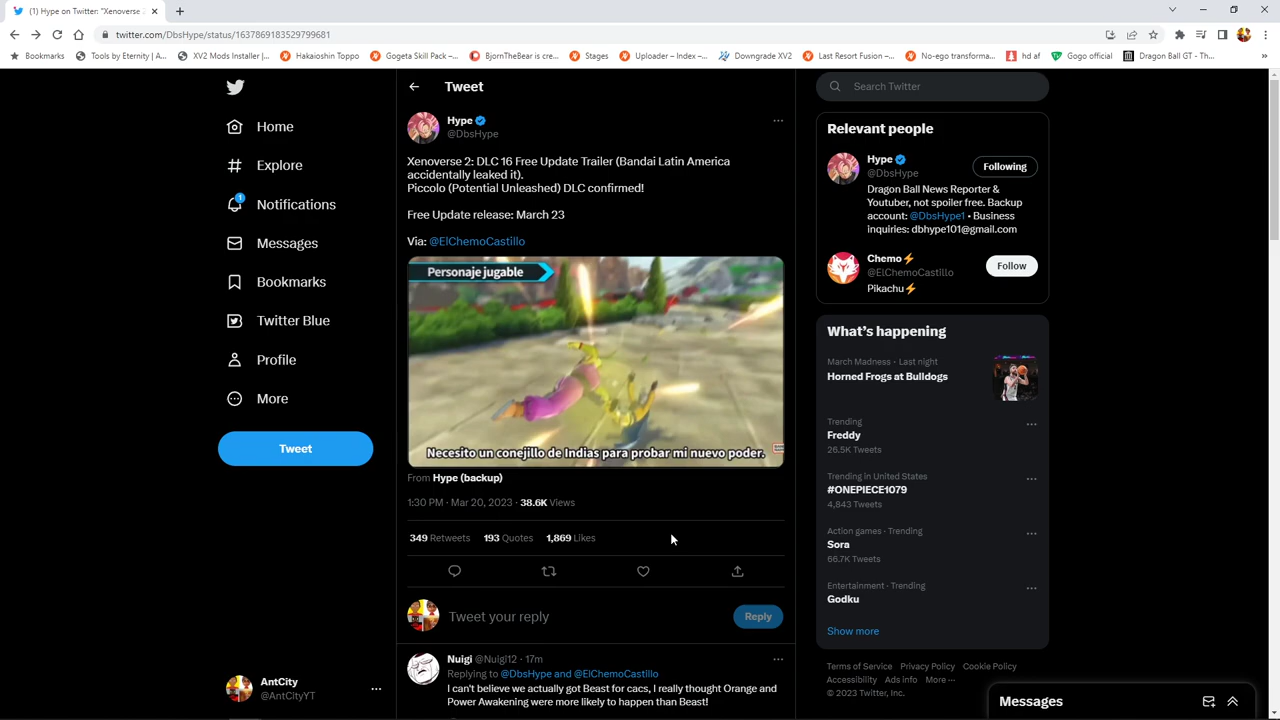 (1) Hype on Twitter: "Xenoverse 2
twitter.com/DbsHype/status/1637869183529799681
Bookmarks
Tools by Eternity | A...
XV2 Mods Installer |...
Hakaioshin Toppo
Gogeta Skill Pack –...
BjornTheBear is cre...
Stages
Uploader – Index –...
Downgrade XV2
Last Resort Fusion –...
No-ego transforma...
hd af
Gogo official
Dragon Ball GT - Th...
»
Home
Explore
1
Notifications
Messages
Bookmarks
Twitter Blue
Profile
More
Tweet
AntCity
@AntCityYT
Tweet
Hype
@DbsHype
Xenoverse 2: DLC 16 Free Update Trailer (Bandai Latin America
accidentally leaked it).
Piccolo (Potential Unleashed) DLC confirmed!
Free Update release: March 23
Via: @ElChemoCastillo
Personaje jugable
Necesito un conejillo de Indias para probar mi nuevo poder.
From Hype (backup)
1:30 PM · Mar 20, 2023 · 38.6K Views
349 Retweets 193 Quotes 1,869 Likes
Tweet your reply
Reply
Nuigi @Nuigi12 · 17m
Replying to @DbsHype and @ElChemoCastillo
I can't believe we actually got Beast for cacs, I really thought Orange and
Power Awakening were more likely to happen than Beast!
Search Twitter
Relevant people
Hype
@DbsHype
Following
Dragon Ball News Reporter &
Youtuber, not spoiler free. Backup
account: @DbsHype1 • Business
inquiries: dbhype101@gmail.com
Chemo⚡
@ElChemoCastillo
Follow
Pikachu⚡
What's happening
March Madness · Last night
Horned Frogs at Bulldogs
Trending
Freddy
26.5K Tweets
Trending in United States
#ONEPIECE1079
4,843 Tweets
Action games · Trending
Sora
66.7K Tweets
Entertainment · Trending
Godku
Show more
Terms of Service Privacy Policy Cookie Policy
Accessibility Ads info More ···
© 2023 Twitter, Inc.
Messages